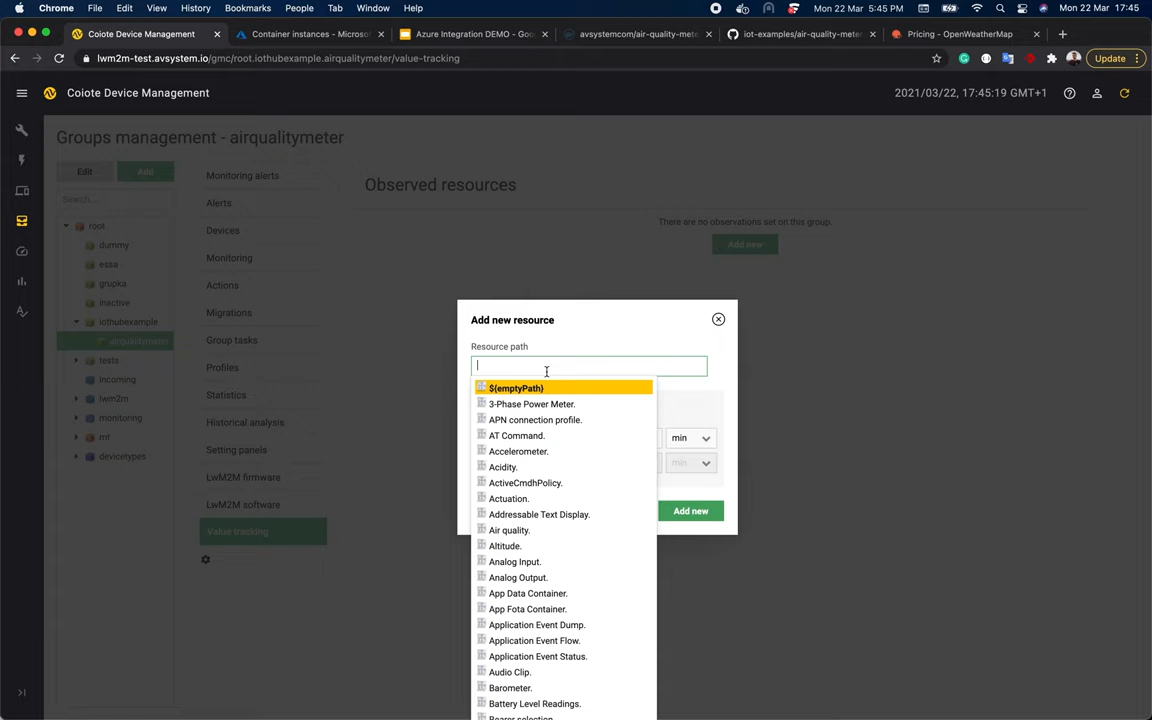 Chrome File Edit View History Bookmarks People Tab Window Help Mon 22 Mar 5:45 PM Mon 22 Mar 17:45
Coiote Device Management Container instances - Microsof Azure Integration DEMO - Goo avsystemcom/air-quality-mete iot-examples/air-quality-meter Pricing - OpenWeatherMap
lwm2m-test.avsystem.io/gmc/root.iothubexample.airqualitymeter/value-tracking Update
Coiote Device Management 2021/03/22, 17:45:19 GMT+1
Groups management - airqualitymeter
Edit Add
Search...
root
dummy
essa
grupka
inactive
iothubexample
airqualitymeter
tests
incoming
lwm2m
monitoring
mt
devicetypes
Monitoring alerts
Alerts
Devices
Monitoring
Actions
Migrations
Group tasks
Profiles
Statistics
Historical analysis
Setting panels
LwM2M firmware
LwM2M software
Value tracking
Observed resources
There are no observations set on this group.
Add new
Add new resource
Resource path
${emptyPath}
3-Phase Power Meter.
APN connection profile.
AT Command.
Accelerometer.
Acidity.
ActiveCmdhPolicy.
Actuation.
Addressable Text Display.
Air quality.
Altitude.
Analog Input.
Analog Output.
App Data Container.
App Fota Container.
Application Event Dump.
Application Event Flow.
Application Event Status.
Audio Clip.
Barometer.
Battery Level Readings.
Bearer selection.
min
min
Add new